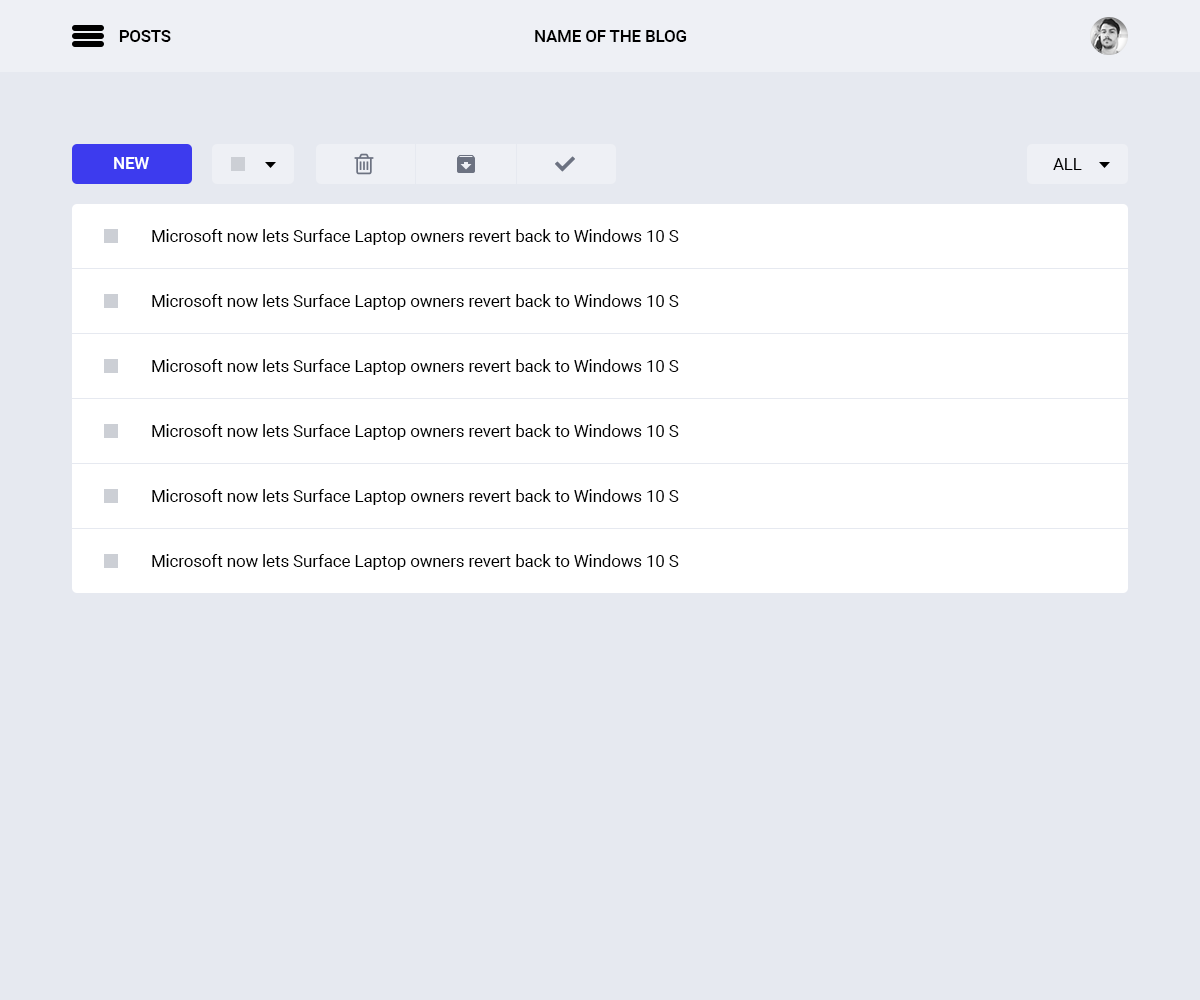 POSTS
NAME OF THE BLOG
NEW
ALL
Microsoft now lets Surface Laptop owners revert back to Windows 10 S
Microsoft now lets Surface Laptop owners revert back to Windows 10 S
Microsoft now lets Surface Laptop owners revert back to Windows 10 S
Microsoft now lets Surface Laptop owners revert back to Windows 10 S
Microsoft now lets Surface Laptop owners revert back to Windows 10 S
Microsoft now lets Surface Laptop owners revert back to Windows 10 S